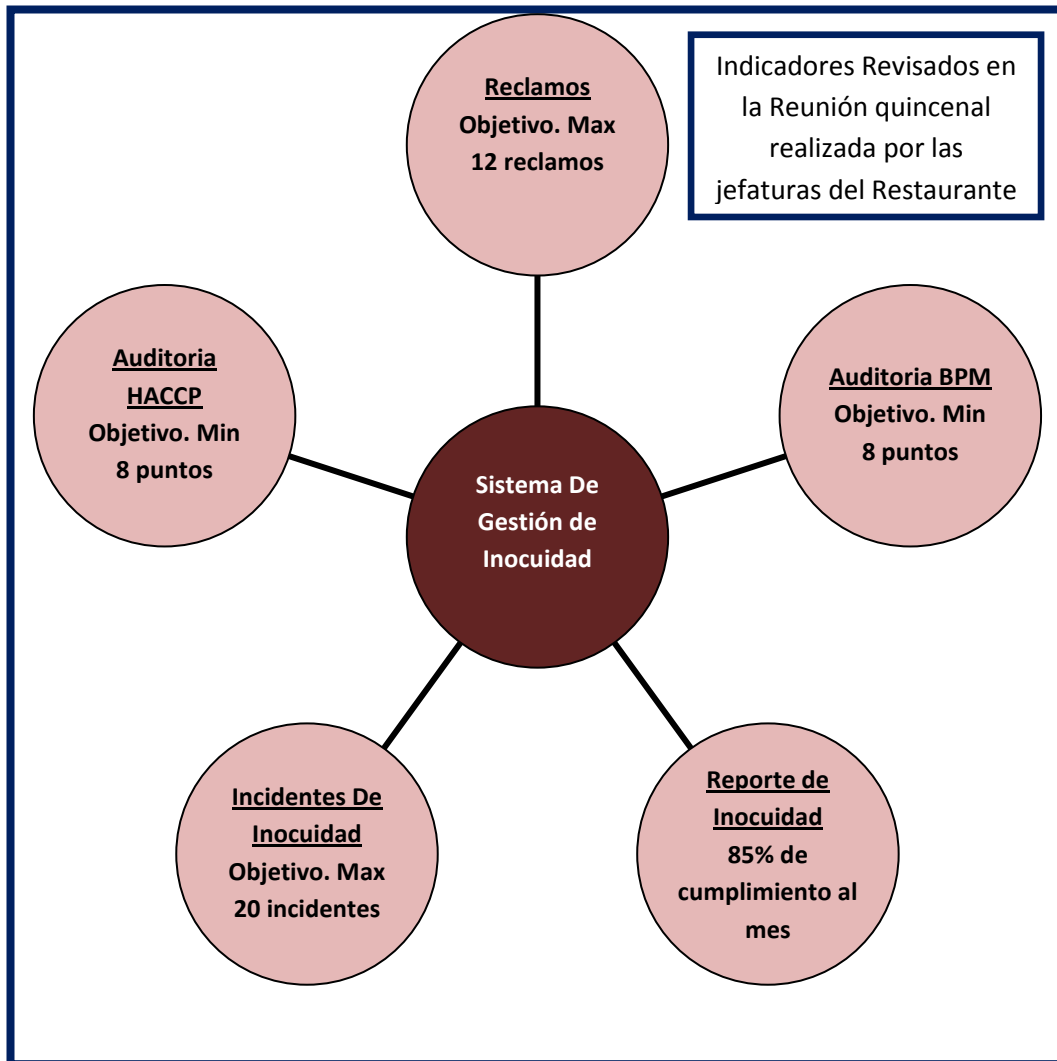 Reclamos
Objetivo. Max
12 reclamos
Indicadores Revisados en
la Reunión quincenal
realizada por las
jefaturas del Restaurante
Auditoria
HACCP
Objetivo. Min
8 puntos
Auditoria BPM
Objetivo. Min
8 puntos
Sistema De
Gestión de
Inocuidad
Incidentes De
Inocuidad
Objetivo. Max
20 incidentes
Reporte de
Inocuidad
85% de
cumplimiento al
mes